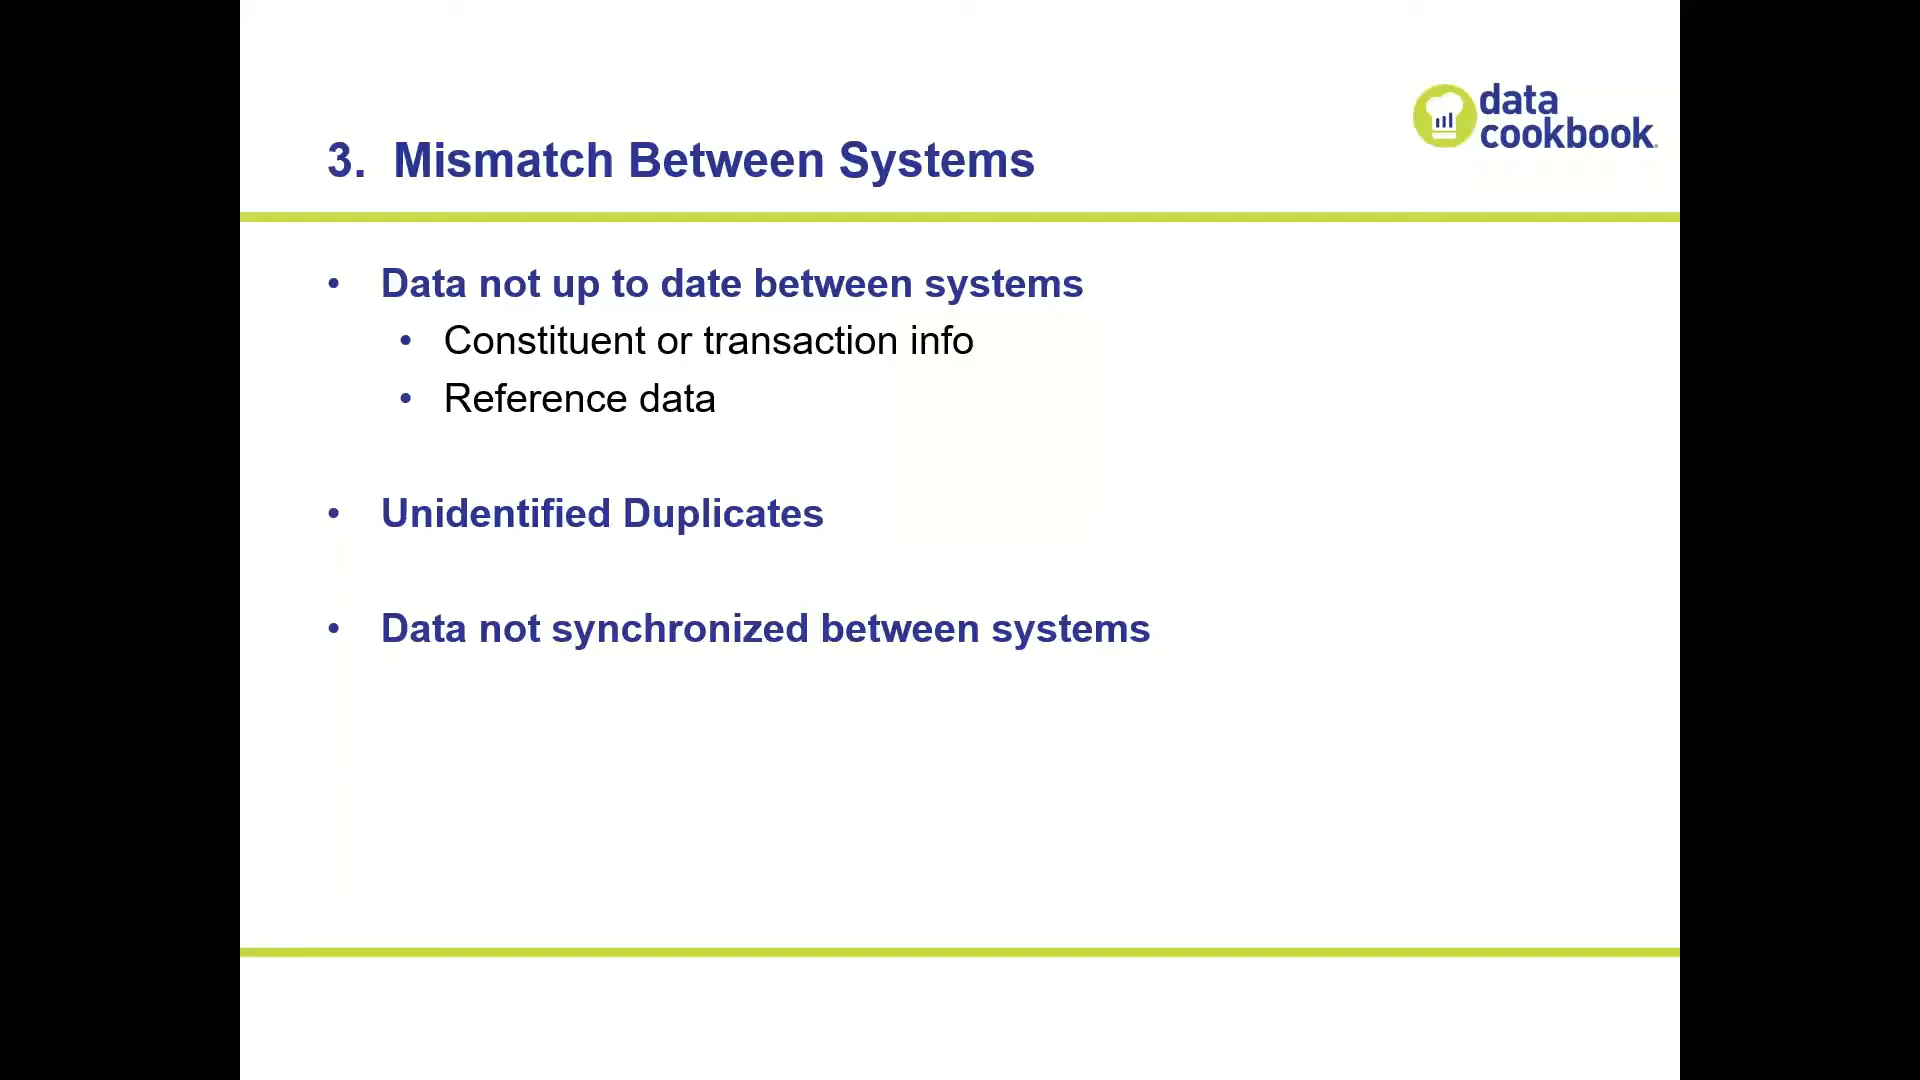 data
cookbook
3. Mismatch Between Systems
• Data not up to date between systems
• Constituent or transaction info
• Reference data
• Unidentified Duplicates
• Data not synchronized between systems